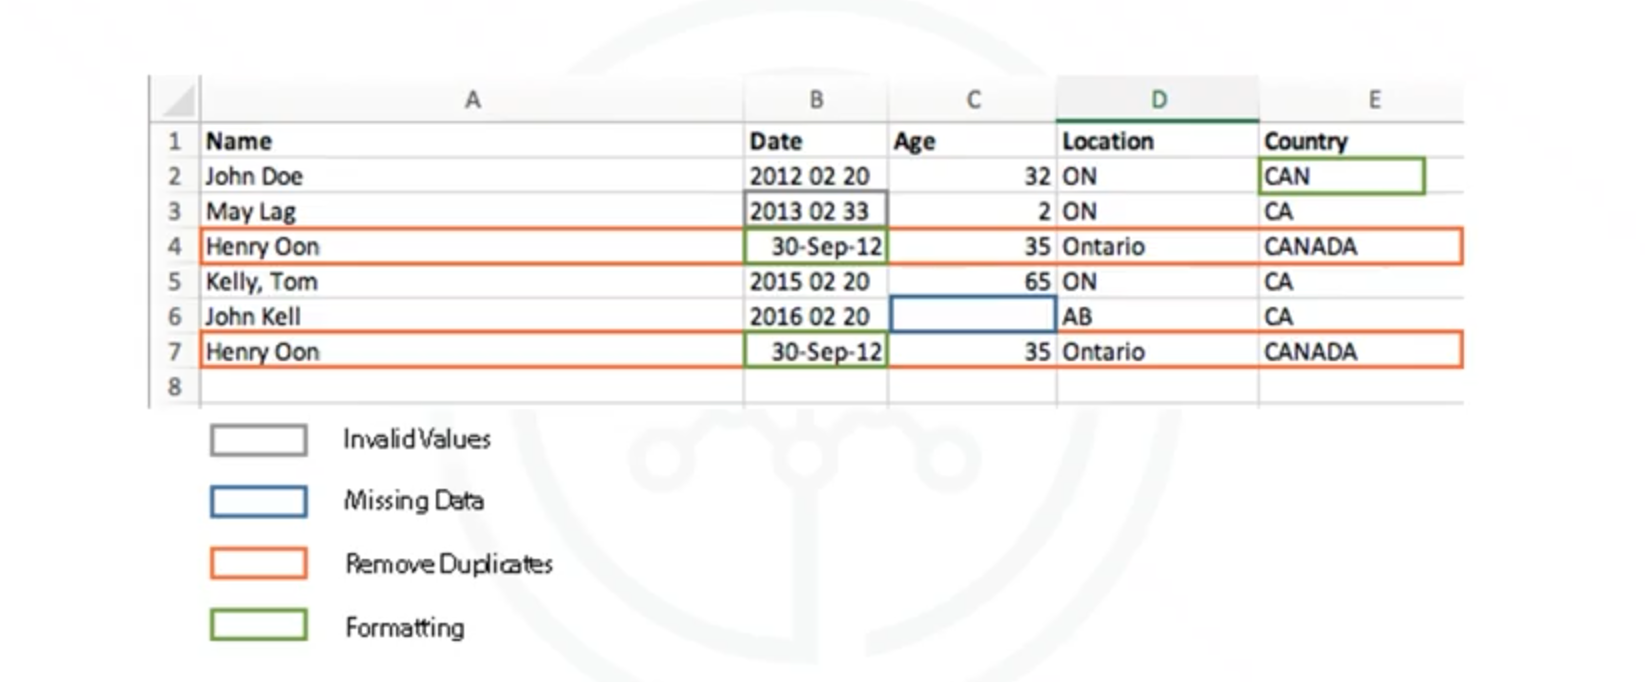 A B C D E
1 Name Date Age Location Country
2 John Doe 2012 02 20 32 ON CAN
3 May Lag 2013 02 33 2 ON CA
4 Henry Oon 30-Sep-12 35 Ontario CANADA
5 Kelly, Tom 2015 02 20 65 ON CA
6 John Kell 2016 02 20 AB CA
7 Henry Oon 30-Sep-12 35 Ontario CANADA
8
Invalid Values
Missing Data
Remove Duplicates
Formatting